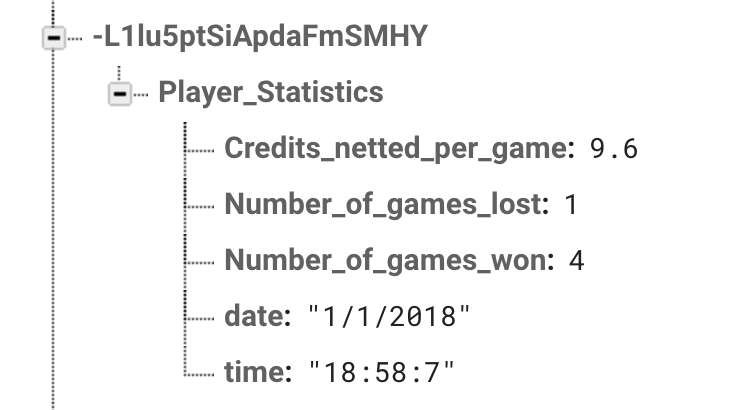 -L1lu5ptSiApdaFmSMHY
Player_Statistics
Credits_netted_per_game: 9.6
Number_of_games_lost: 1
Number_of_games_won: 4
date: "1/1/2018"
time: "18:58:7"